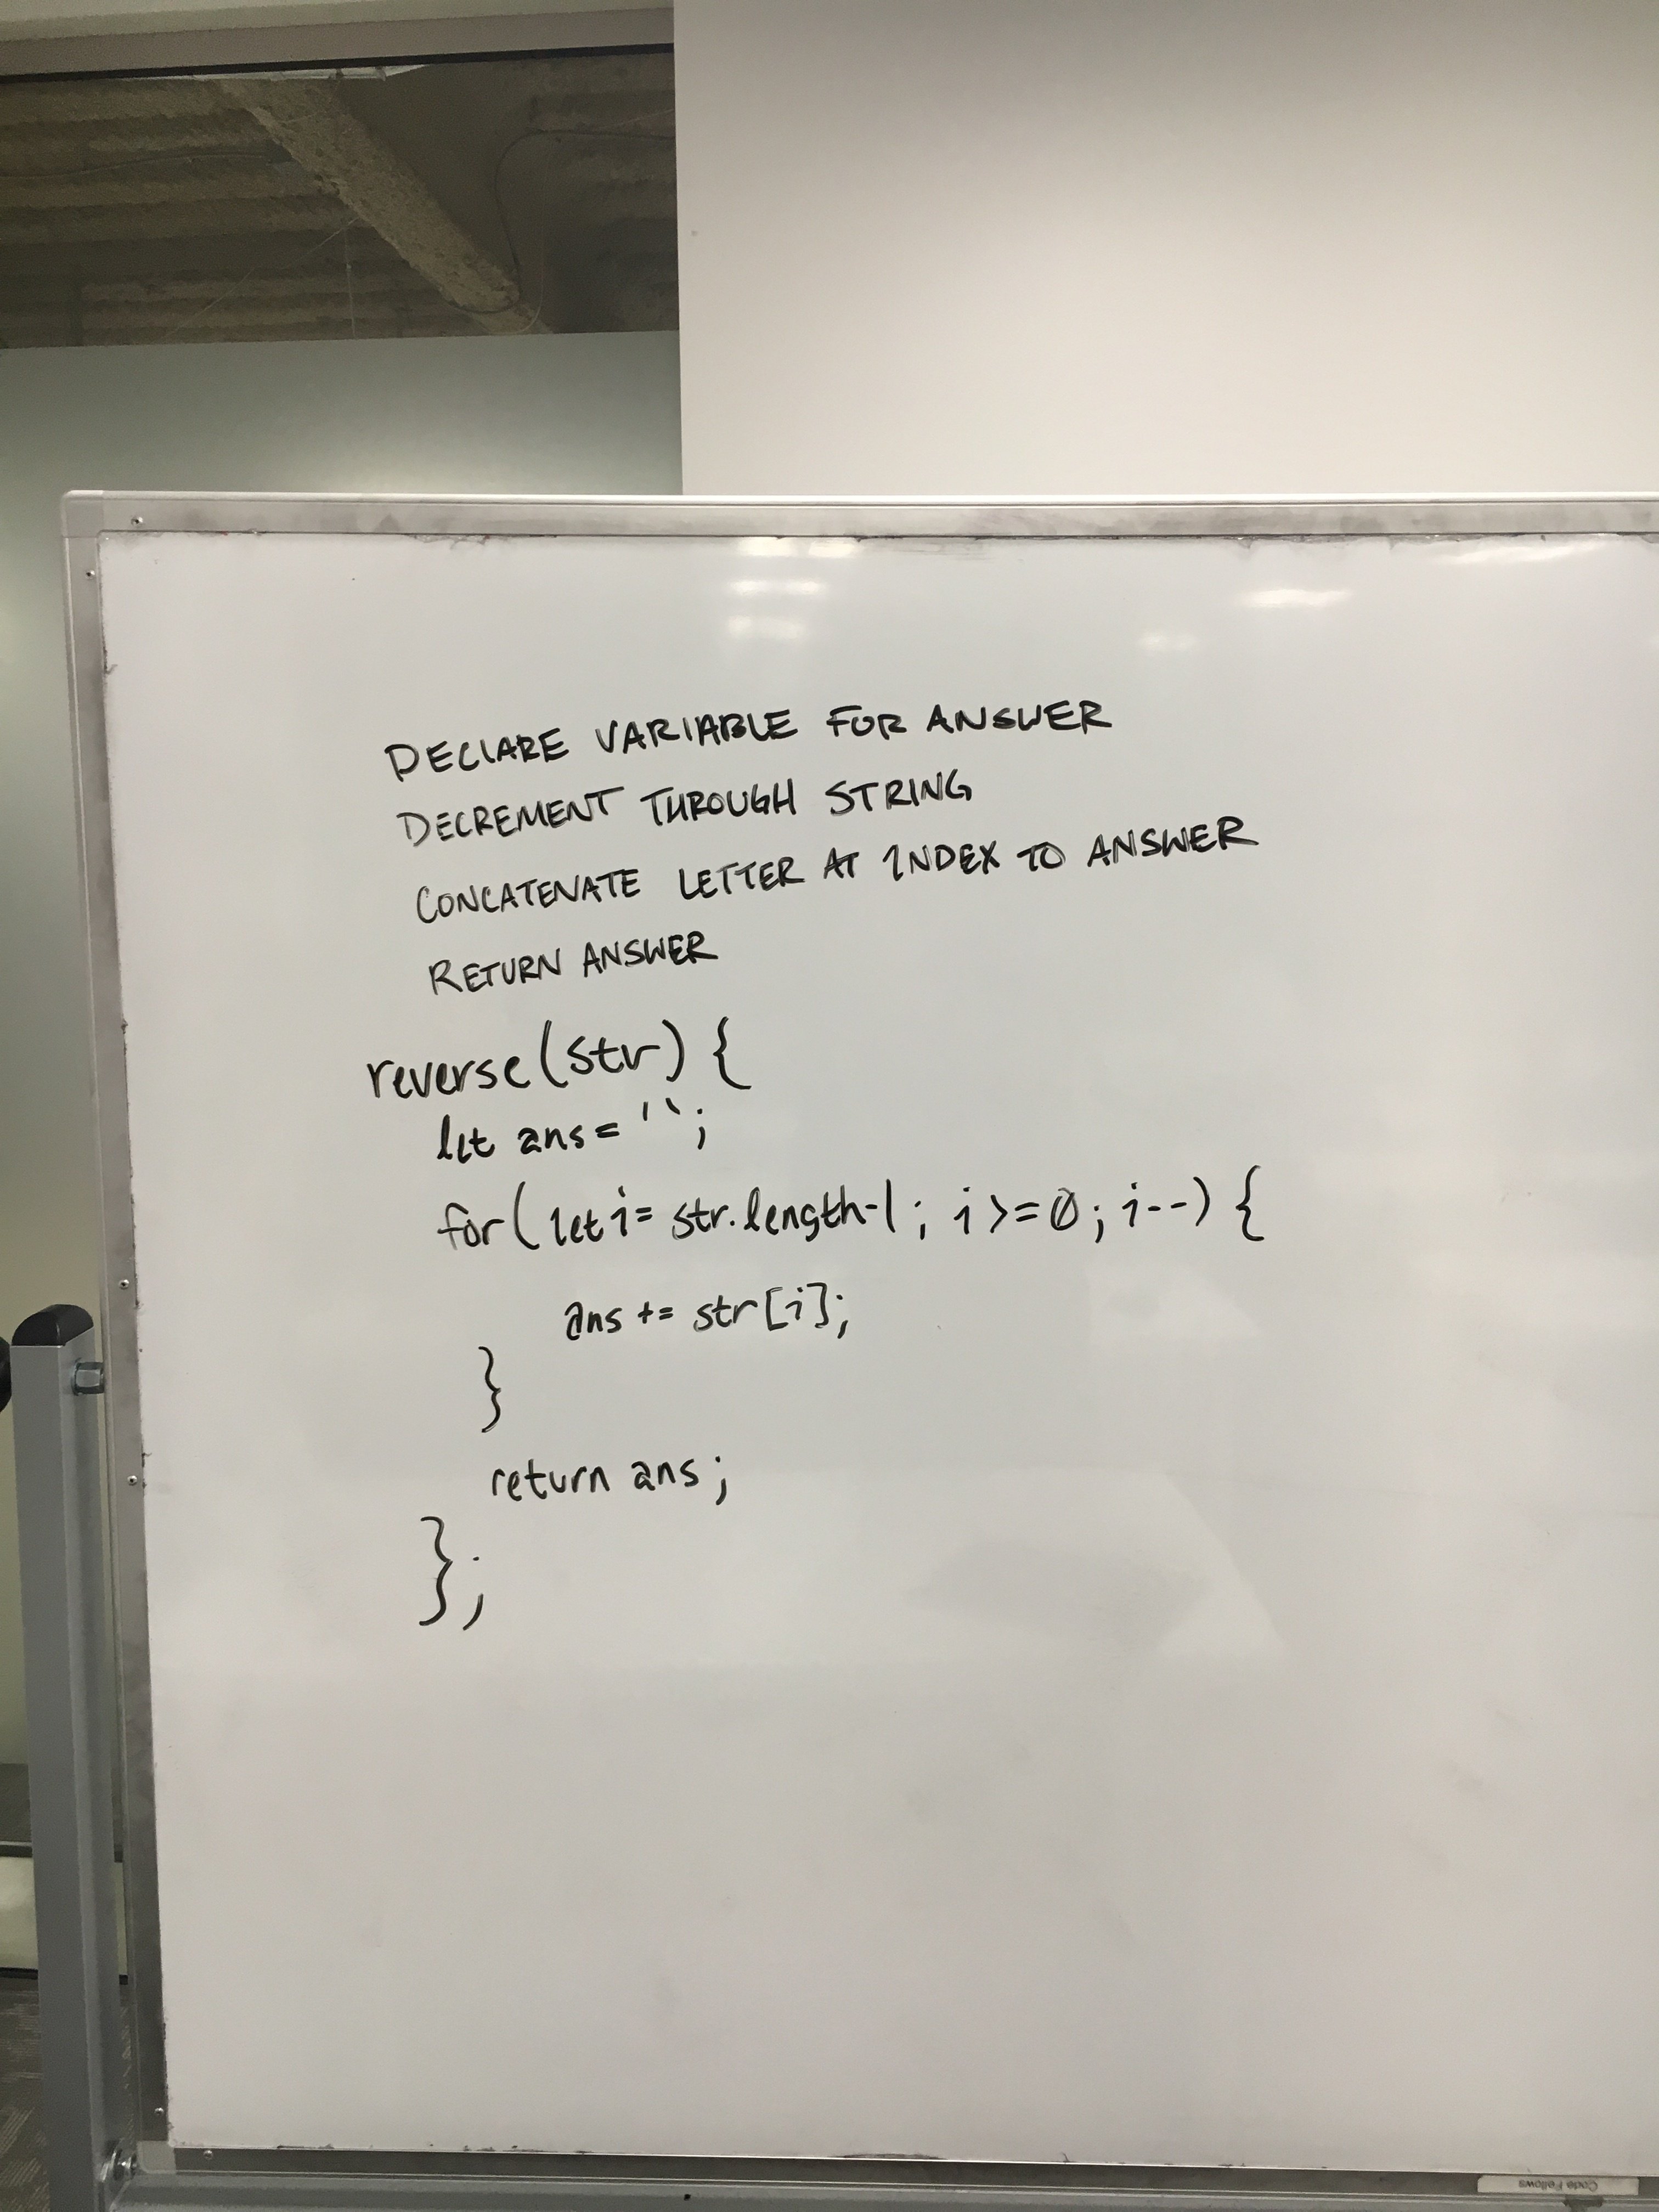 DECLARE VARIABLE FOR ANSWER
DECREMENT THROUGH STRING
CONCATENATE LETTER AT INDEX TO ANSWER
RETURN ANSWER
reverse(str) {
let ans = '';
for(let i = str.length-1; i >= 0; i--) {
ans += str[i];
}
return ans;
};
Code Fellows